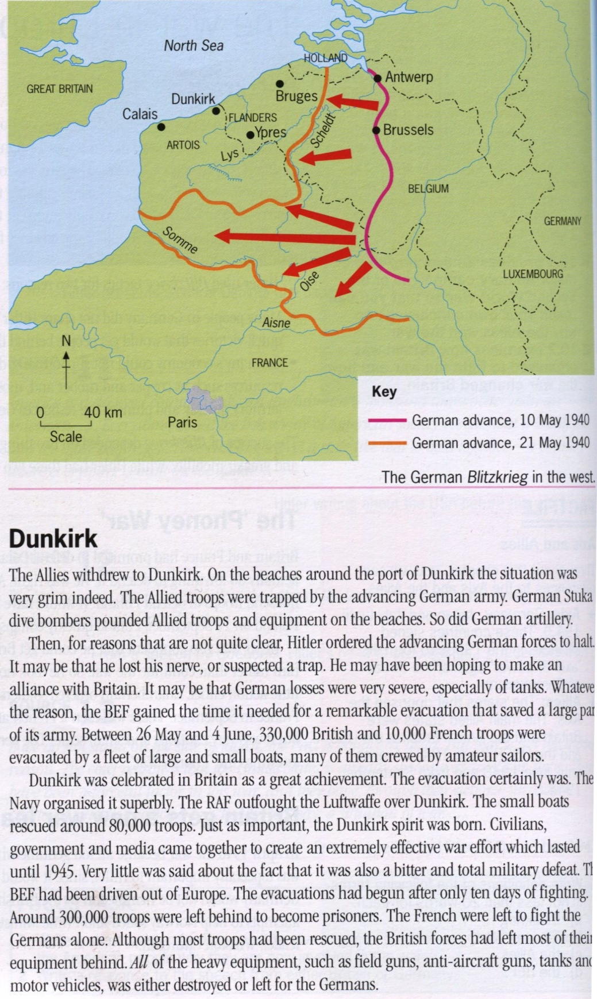 North Sea
HOLLAND
Antwerp
GREAT BRITAIN
Bruges
Dunkirk
Calais
FLANDERS
Ypres
Scheldt
Brussels
ARTOIS
Lys
BELGIUM
GERMANY
Somme
LUXEMBOURG
Oise
Aisne
N
FRANCE
Key
0 40 km
Scale
Paris
German advance, 10 May 1940
German advance, 21 May 1940
The German Blitzkrieg in the west.
Dunkirk
The Allies withdrew to Dunkirk. On the beaches around the port of Dunkirk the situation was
very grim indeed. The Allied troops were trapped by the advancing German army. German Stuka
dive bombers pounded Allied troops and equipment on the beaches. So did German artillery.
Then, for reasons that are not quite clear, Hitler ordered the advancing German forces to halt.
It may be that he lost his nerve, or suspected a trap. He may have been hoping to make an
alliance with Britain. It may be that German losses were very severe, especially of tanks. Whateve
the reason, the BEF gained the time it needed for a remarkable evacuation that saved a large par
of its army. Between 26 May and 4 June, 330,000 British and 10,000 French troops were
evacuated by a fleet of large and small boats, many of them crewed by amateur sailors.
Dunkirk was celebrated in Britain as a great achievement. The evacuation certainly was. The
Navy organised it superbly. The RAF outfought the Luftwaffe over Dunkirk. The small boats
rescued around 80,000 troops. Just as important, the Dunkirk spirit was born. Civilians,
government and media came together to create an extremely effective war effort which lasted
until 1945. Very little was said about the fact that it was also a bitter and total military defeat. Th
BEF had been driven out of Europe. The evacuations had begun after only ten days of fighting.
Around 300,000 troops were left behind to become prisoners. The French were left to fight the
Germans alone. Although most troops had been rescued, the British forces had left most of their
equipment behind. All of the heavy equipment, such as field guns, anti-aircraft guns, tanks and
motor vehicles, was either destroyed or left for the Germans.